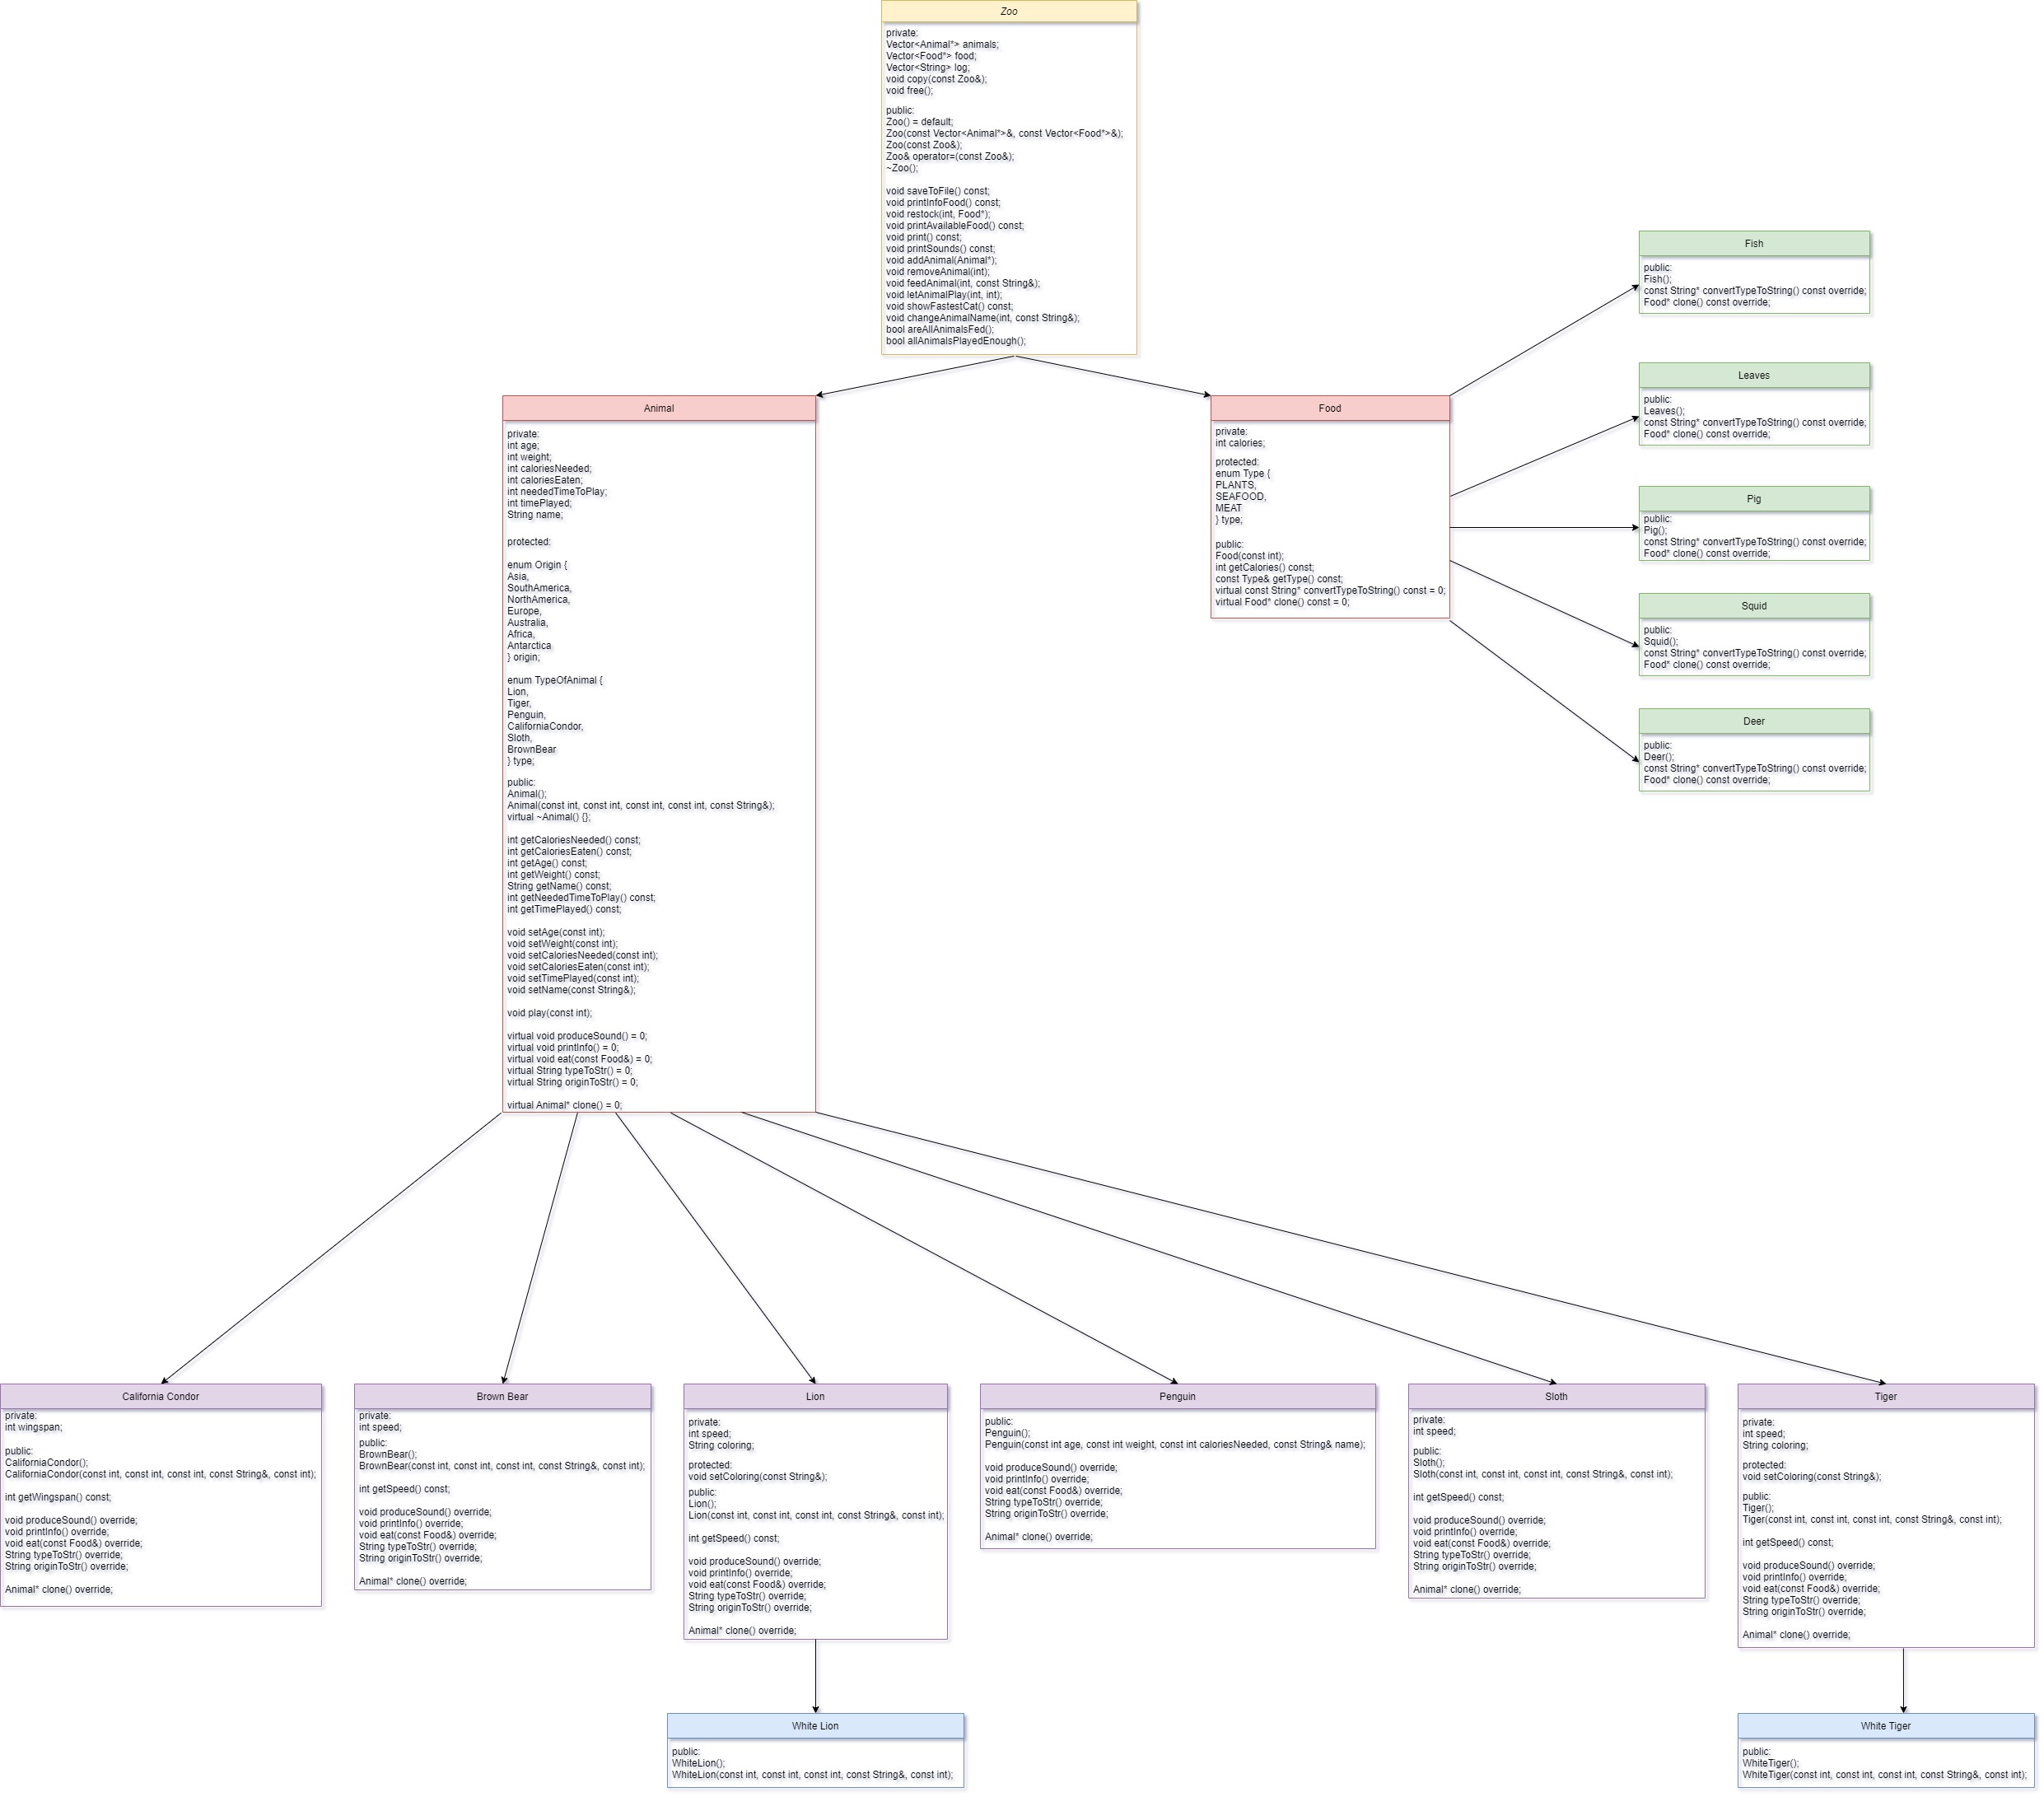 Zoo
private:
Vector<Animal*> animals;
Vector<Food*> food;
Vector<String> log;
void copy(const Zoo&);
void free();
public:
Zoo() = default;
Zoo(const Vector<Animal*>&, const Vector<Food*>&);
Zoo(const Zoo&);
Zoo& operator=(const Zoo&);
~Zoo();
void saveToFile() const;
void printInfoFood() const;
void restock(int, Food*);
void printAvailableFood() const;
void print() const;
void printSounds() const;
void addAnimal(Animal*);
void removeAnimal(int);
void feedAnimal(int, const String&);
void letAnimalPlay(int, int);
void showFastestCat() const;
void changeAnimalName(int, const String&);
bool areAllAnimalsFed();
bool allAnimalsPlayedEnough();
Animal
private:
int age;
int weight;
int caloriesNeeded;
int caloriesEaten;
int neededTimeToPlay;
int timePlayed;
String name;
protected:
enum Origin {
Asia,
SouthAmerica,
NorthAmerica,
Europe,
Australia,
Africa,
Antarctica
} origin;
enum TypeOfAnimal {
Lion,
Tiger,
Penguin,
CaliforniaCondor,
Sloth,
BrownBear
} type;
public:
Animal();
Animal(const int, const int, const int, const int, const String&);
virtual ~Animal() {};
int getCaloriesNeeded() const;
int getCaloriesEaten() const;
int getAge() const;
int getWeight() const;
String getName() const;
int getNeededTimeToPlay() const;
int getTimePlayed() const;
void setAge(const int);
void setWeight(const int);
void setCaloriesNeeded(const int);
void setCaloriesEaten(const int);
void setTimePlayed(const int);
void setName(const String&);
void play(const int);
virtual void produceSound() = 0;
virtual void printInfo() = 0;
virtual void eat(const Food&) = 0;
virtual String typeToStr() = 0;
virtual String originToStr() = 0;
virtual Animal* clone() = 0;
Food
private:
int calories;
protected:
enum Type {
PLANTS,
SEAFOOD,
MEAT
} type;
public:
Food(const int);
int getCalories() const;
const Type& getType() const;
virtual const String* convertTypeToString() const = 0;
virtual Food* clone() const = 0;
Fish
public:
Fish();
const String* convertTypeToString() const override;
Food* clone() const override;
Leaves
public:
Leaves();
const String* convertTypeToString() const override;
Food* clone() const override;
Pig
public:
Pig();
const String* convertTypeToString() const override;
Food* clone() const override;
Squid
public:
Squid();
const String* convertTypeToString() const override;
Food* clone() const override;
Deer
public:
Deer();
const String* convertTypeToString() const override;
Food* clone() const override;
California Condor
private:
int wingspan;
public:
CaliforniaCondor();
CaliforniaCondor(const int, const int, const int, const String&, const int);
int getWingspan() const;
void produceSound() override;
void printInfo() override;
void eat(const Food&) override;
String typeToStr() override;
String originToStr() override;
Animal* clone() override;
Brown Bear
private:
int speed;
public:
BrownBear();
BrownBear(const int, const int, const int, const String&, const int);
int getSpeed() const;
void produceSound() override;
void printInfo() override;
void eat(const Food&) override;
String typeToStr() override;
String originToStr() override;
Animal* clone() override;
Lion
private:
int speed;
String coloring;
protected:
void setColoring(const String&);
public:
Lion();
Lion(const int, const int, const int, const String&, const int);
int getSpeed() const;
void produceSound() override;
void printInfo() override;
void eat(const Food&) override;
String typeToStr() override;
String originToStr() override;
Animal* clone() override;
Penguin
public:
Penguin();
Penguin(const int age, const int weight, const int caloriesNeeded, const String& name);
void produceSound() override;
void printInfo() override;
void eat(const Food&) override;
String typeToStr() override;
String originToStr() override;
Animal* clone() override;
Sloth
private:
int speed;
public:
Sloth();
Sloth(const int, const int, const int, const String&, const int);
int getSpeed() const;
void produceSound() override;
void printInfo() override;
void eat(const Food&) override;
String typeToStr() override;
String originToStr() override;
Animal* clone() override;
Tiger
private:
int speed;
String coloring;
protected:
void setColoring(const String&);
public:
Tiger();
Tiger(const int, const int, const int, const String&, const int);
int getSpeed() const;
void produceSound() override;
void printInfo() override;
void eat(const Food&) override;
String typeToStr() override;
String originToStr() override;
Animal* clone() override;
White Lion
public:
WhiteLion();
WhiteLion(const int, const int, const int, const String&, const int);
White Tiger
public:
WhiteTiger();
WhiteTiger(const int, const int, const int, const String&, const int);